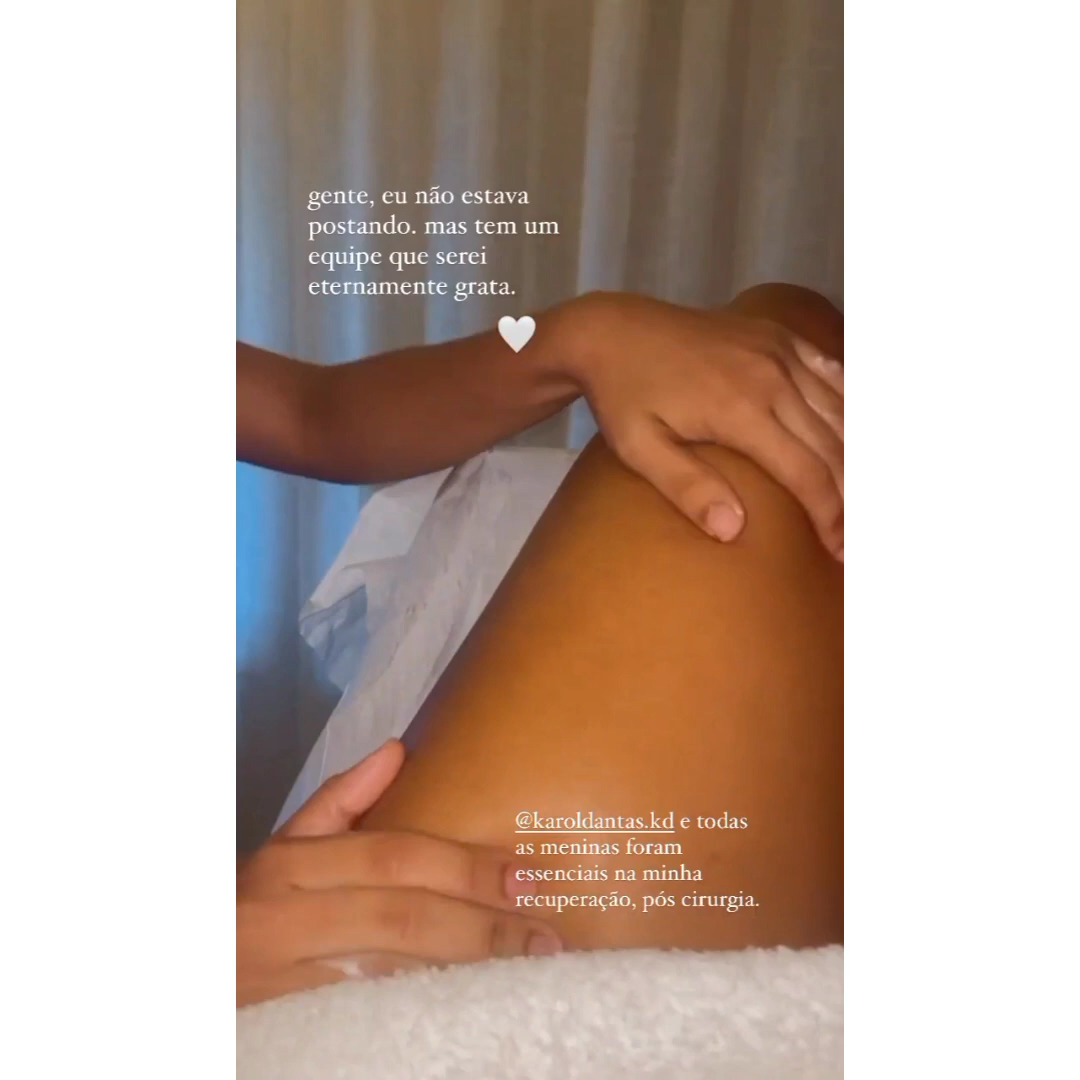 gente, eu não estava
postando. mas tem um
equipe que serei
eternamente grata.
🤍
@karoldantas.kd e todas
as meninas foram
essenciais na minha
recuperação, pós cirurgia.